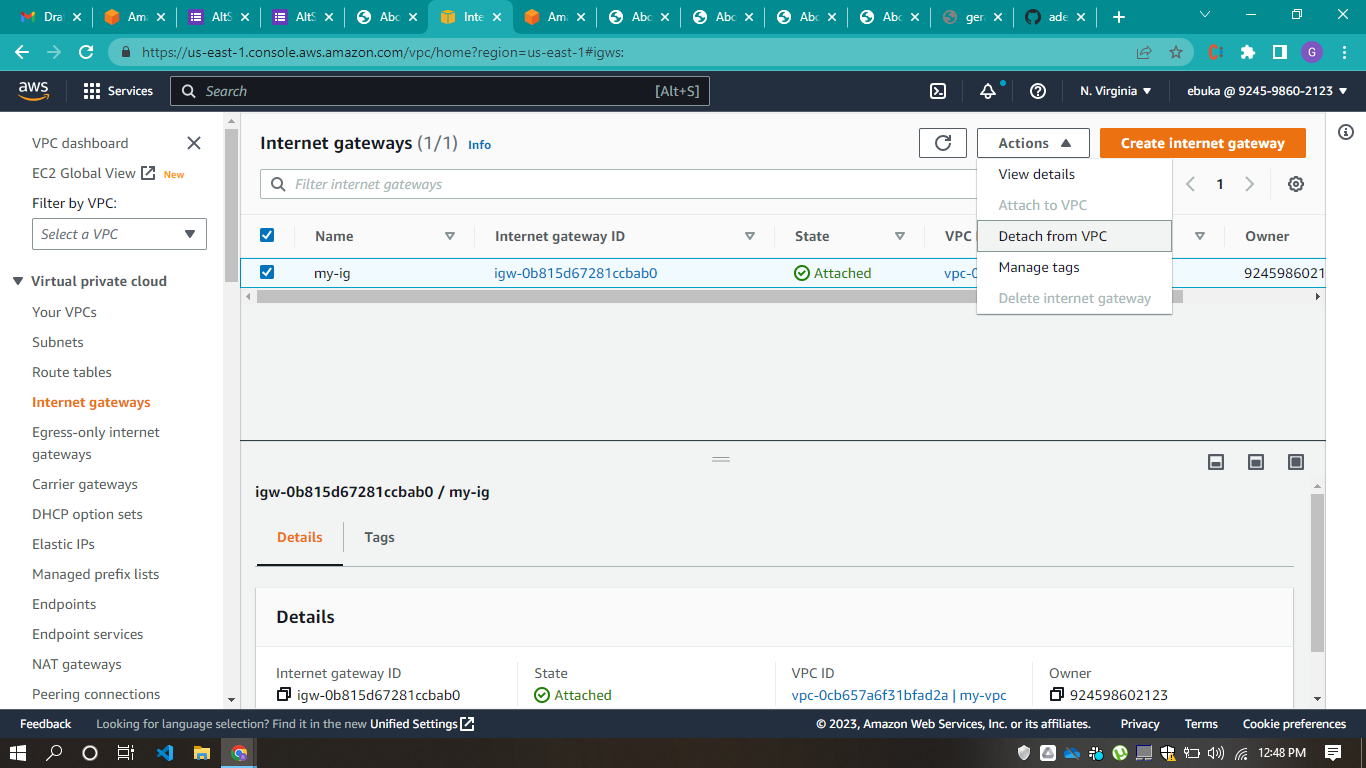 Dra
Ama
AltS
AltS
Abc
Inte
Ama
Abc
Abc
Abc
Abc
gera
ade
https://us-east-1.console.aws.amazon.com/vpc/home?region=us-east-1#igws:
G
aws
Services
Search
[Alt+S]
N. Virginia
ebuka @ 9245-9860-2123
VPC dashboard
EC2 Global View New
Filter by VPC:
Select a VPC
Virtual private cloud
Your VPCs
Subnets
Route tables
Internet gateways
Egress-only internet
gateways
Carrier gateways
DHCP option sets
Elastic IPs
Managed prefix lists
Endpoints
Endpoint services
NAT gateways
Peering connections
Internet gateways (1/1) Info
Actions
Create internet gateway
Filter internet gateways
1
View details
Attach to VPC
Detach from VPC
Manage tags
Delete internet gateway
Name Internet gateway ID State VPC Owner
my-ig igw-0b815d67281ccbab0 Attached vpc-0 9245986021
igw-0b815d67281ccbab0 / my-ig
Details Tags
Details
Internet gateway ID State VPC ID Owner
igw-0b815d67281ccbab0 Attached vpc-0cb657a6f31bfad2a | my-vpc 924598602123
Feedback Looking for language selection? Find it in the new Unified Settings © 2023, Amazon Web Services, Inc. or its affiliates. Privacy Terms Cookie preferences
12:48 PM